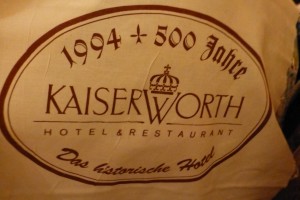 1994 + 500 Jahre
KAISERWORTH
HOTEL & RESTAURANT
Das historische Hotel